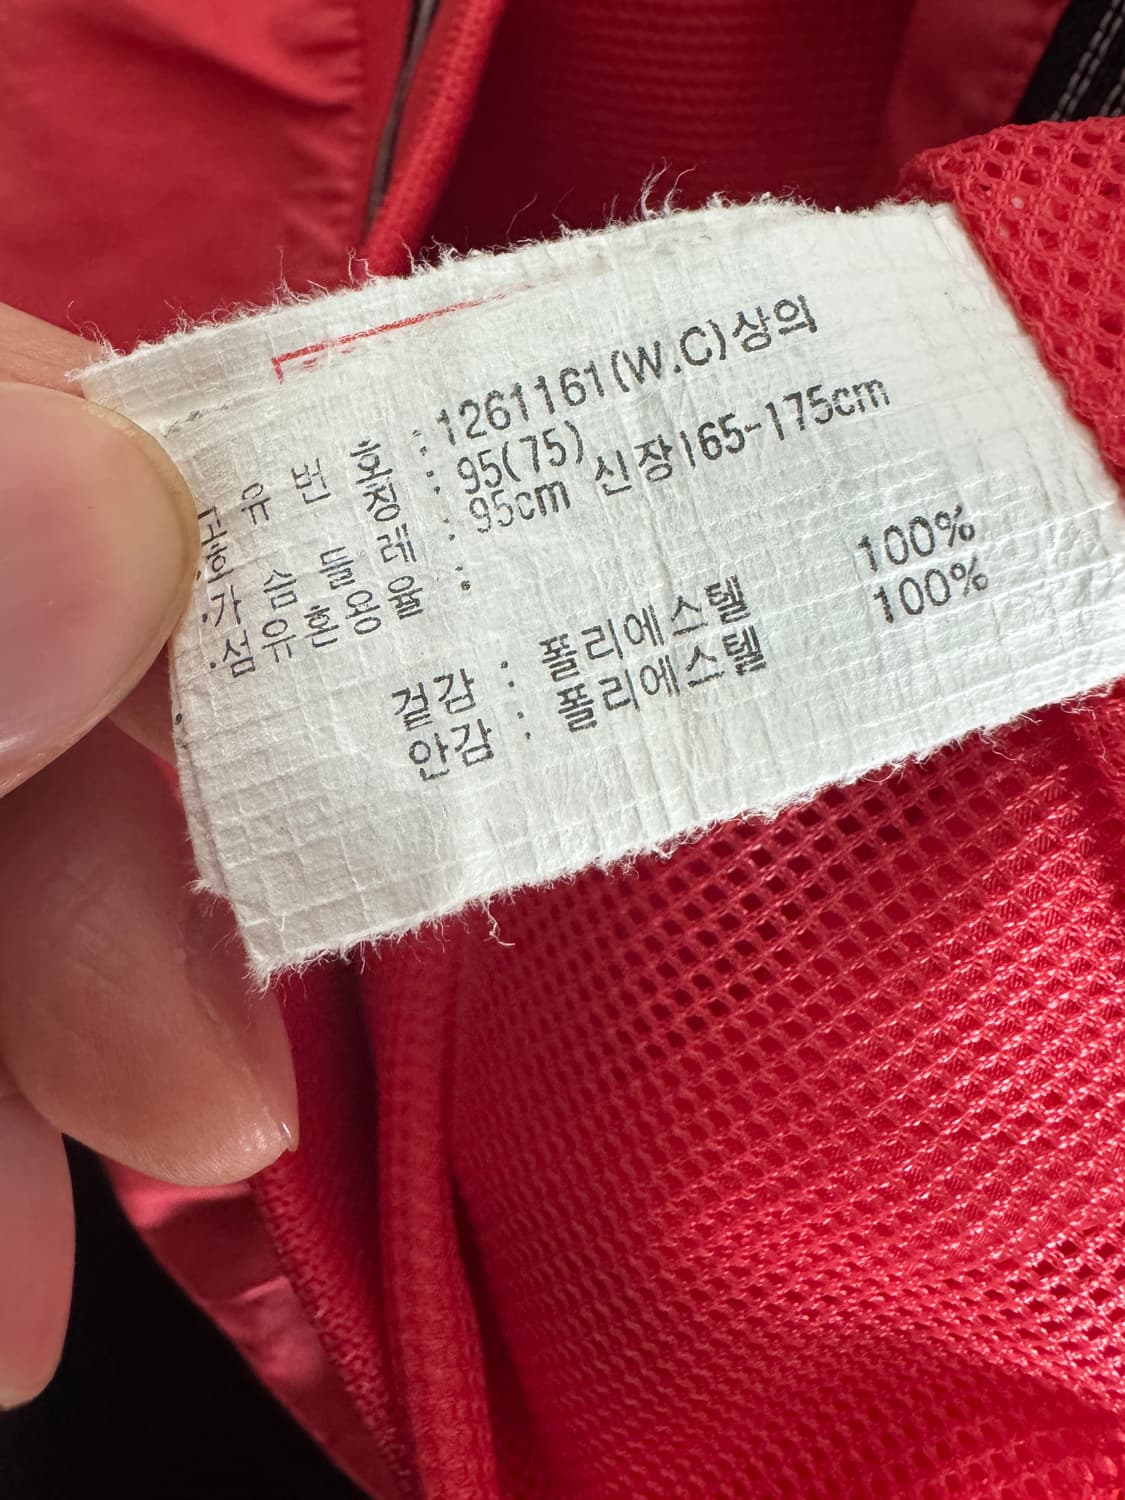 유 번 호 : 1261161(W.C)상의
호칭 : 95(75) 신장165-175cm
·가 슴 둘레 : 95cm
·섬유혼용율 :
겉감 : 폴리에스텔 100%
안감 : 폴리에스텔 100%